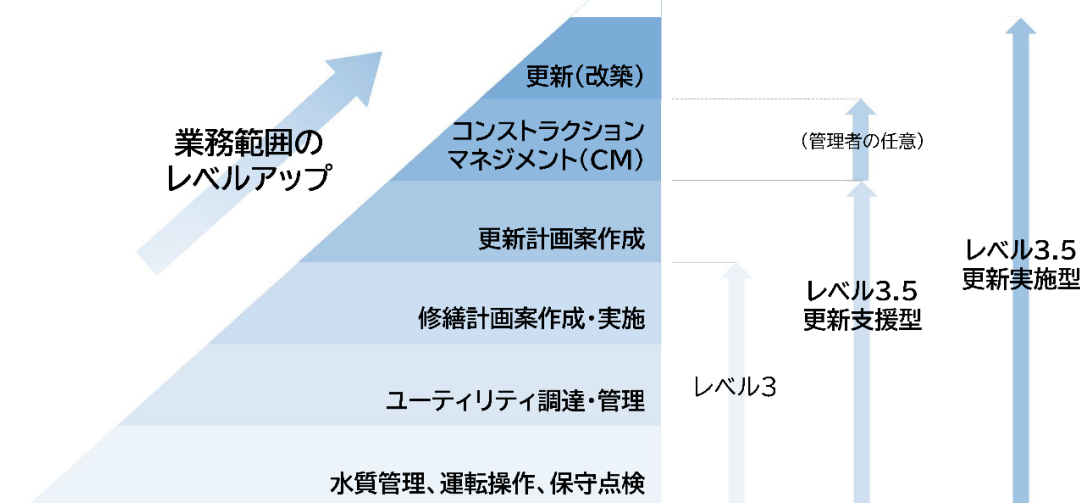 業務範囲の
レベルアップ
更新(改築)
コンストラクション
マネジメント(CM)
更新計画案作成
修繕計画案作成・実施
ユーティリティ調達・管理
水質管理、運転操作、保守点検
レベル3
(管理者の任意)
レベル3.5
更新支援型
レベル3.5
更新実施型